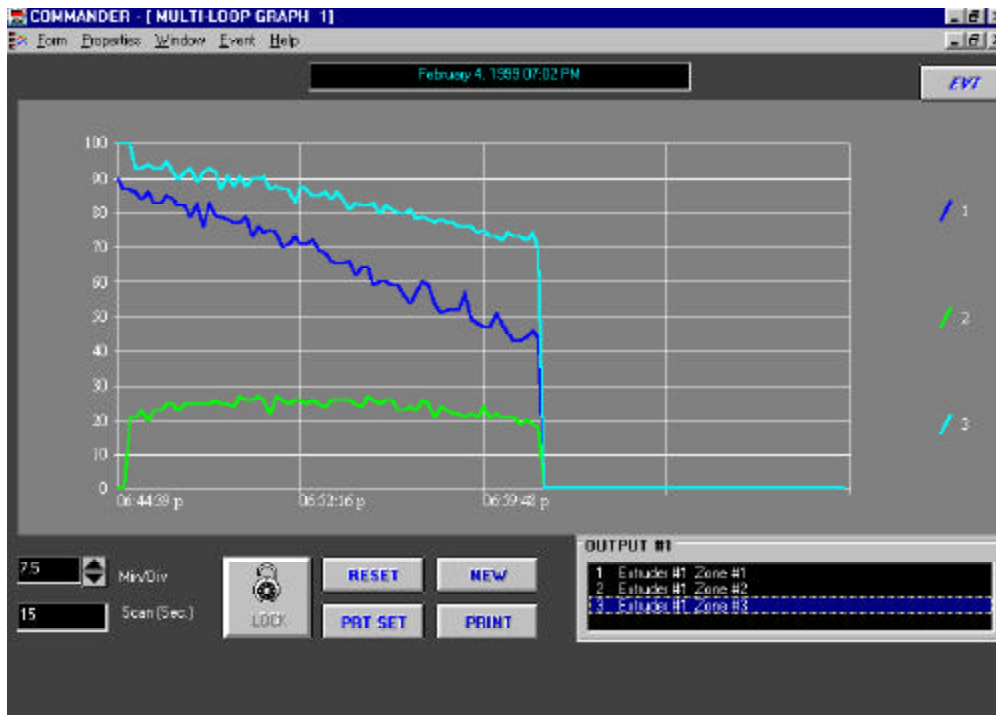 COMMANDER - [ MULTI-LOOP GRAPH 1]
Form Properties Window Event Help
February 4, 1999 07:02 PM
EVT
100
90
80
70
60
50
40
30
20
10
0
06:44:39 p
06:52:16 p
06:59:48 p
1
2
3
7.5
Min/Div
15
Scan (Sec.)
LOCK
RESET
NEW
PRT SET
PRINT
OUTPUT #1
1 Extruder #1 Zone #1
2 Extruder #1 Zone #2
3 Extruder #1 Zone #3